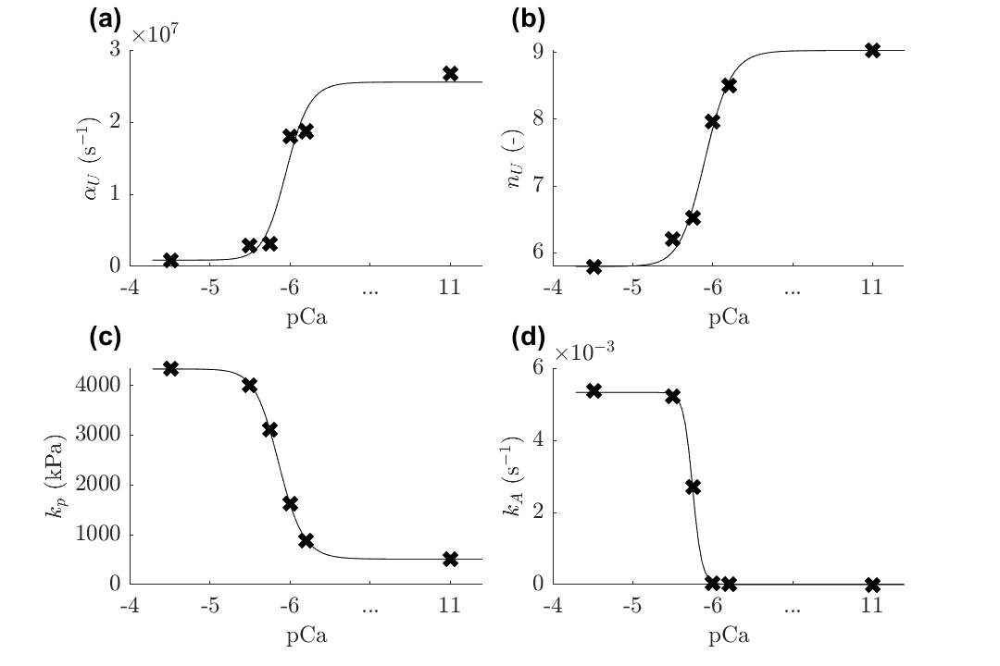 (a)
×10⁷
3
2
1
0
α_U (s⁻¹)
-4 -5 -6 ... 11
pCa
(b)
9
8
7
6
n_U (-)
-4 -5 -6 ... 11
pCa
(c)
4000
3000
2000
1000
0
k_p (kPa)
-4 -5 -6 ... 11
pCa
(d)
×10⁻³
6
4
2
0
k_A (s⁻¹)
-4 -5 -6 ... 11
pCa